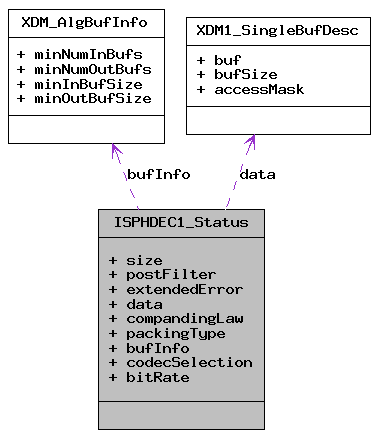 XDM_AlgBufInfo
+ minNumInBufs
+ minNumOutBufs
+ minInBufSize
+ minOutBufSize
XDM1_SingleBufDesc
+ buf
+ bufSize
+ accessMask
bufInfo
data
ISPHDEC1_Status
+ size
+ postFilter
+ extendedError
+ data
+ compandingLaw
+ packingType
+ bufInfo
+ codecSelection
+ bitRate